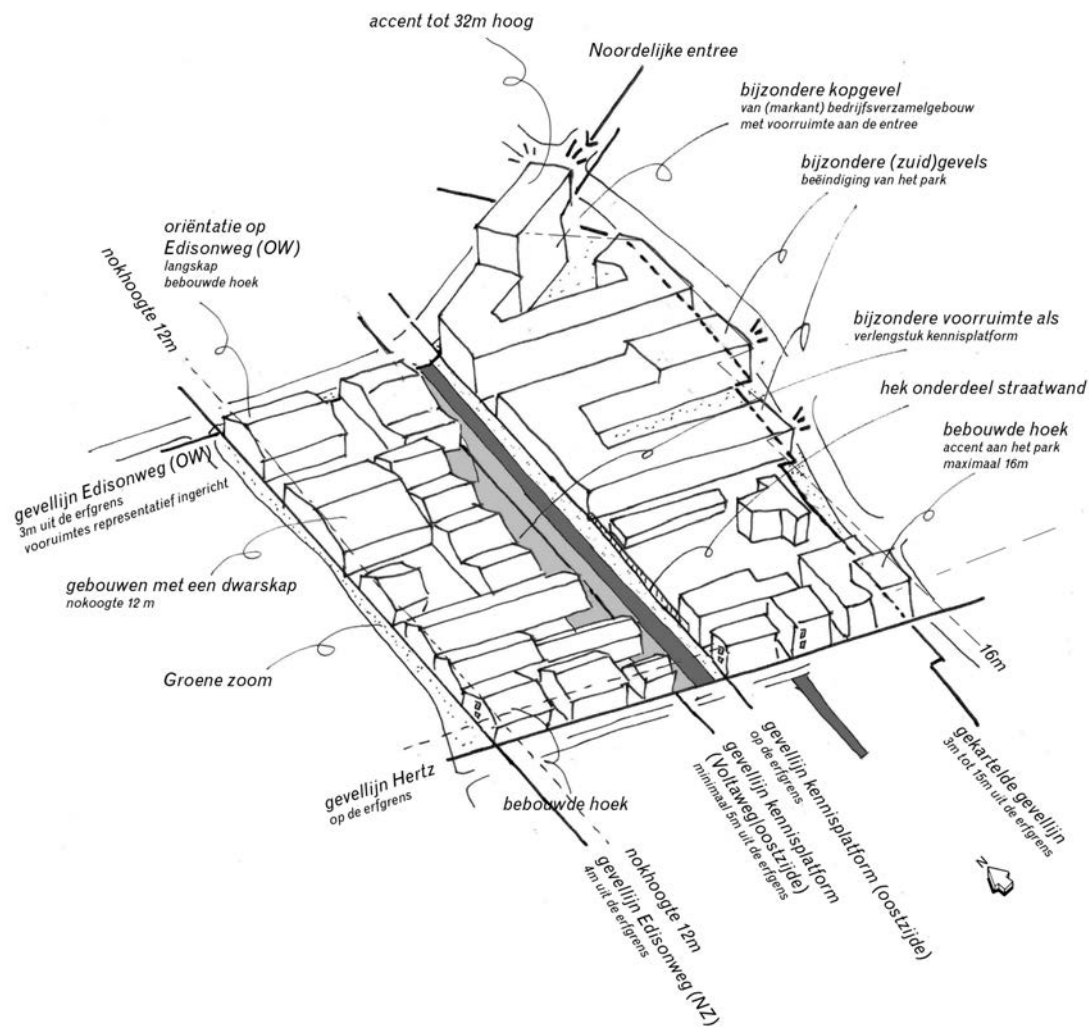 accent tot 32m hoog
Noordelijke entree
bijzondere kopgevel
van (markant) bedrijfsverzamelgebouw
met voorruimte aan de entree
bijzondere (zuid)gevels
beëindiging van het park
oriëntatie op
Edisonweg (OW)
langskap
bebouwde hoek
nokhoogte 12m
bijzondere voorruimte als
verlengstuk kennisplatform
hek onderdeel straatwand
bebouwde hoek
accent aan het park
maximaal 16m
gevellijn Edisonweg (OW)
3m uit de erfgrens
vooruimtes representatief ingericht
gebouwen met een dwarskap
nokoogte 12 m
Groene zoom
16m
gevellijn Hertz
op de erfgrens
bebouwde hoek
nokhoogte 12m
gevellijn Edisonweg (NZ)
4m uit de erfgrens
gevellijn kennisplatform
(Voltaweg|oostzijde)
minimaal 5m uit de erfgens
gevellijn kennisplatform (oostzijde)
op de erfgrens
gekartelde gevellijn
3m tot 15m uit de erfgrens
N